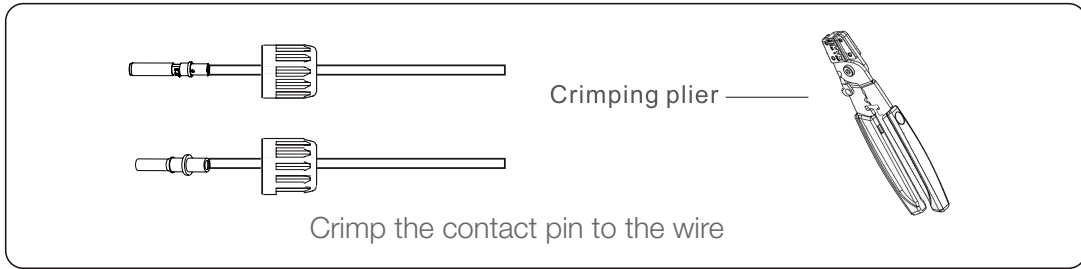 Crimping plier
Crimp the contact pin to the wire